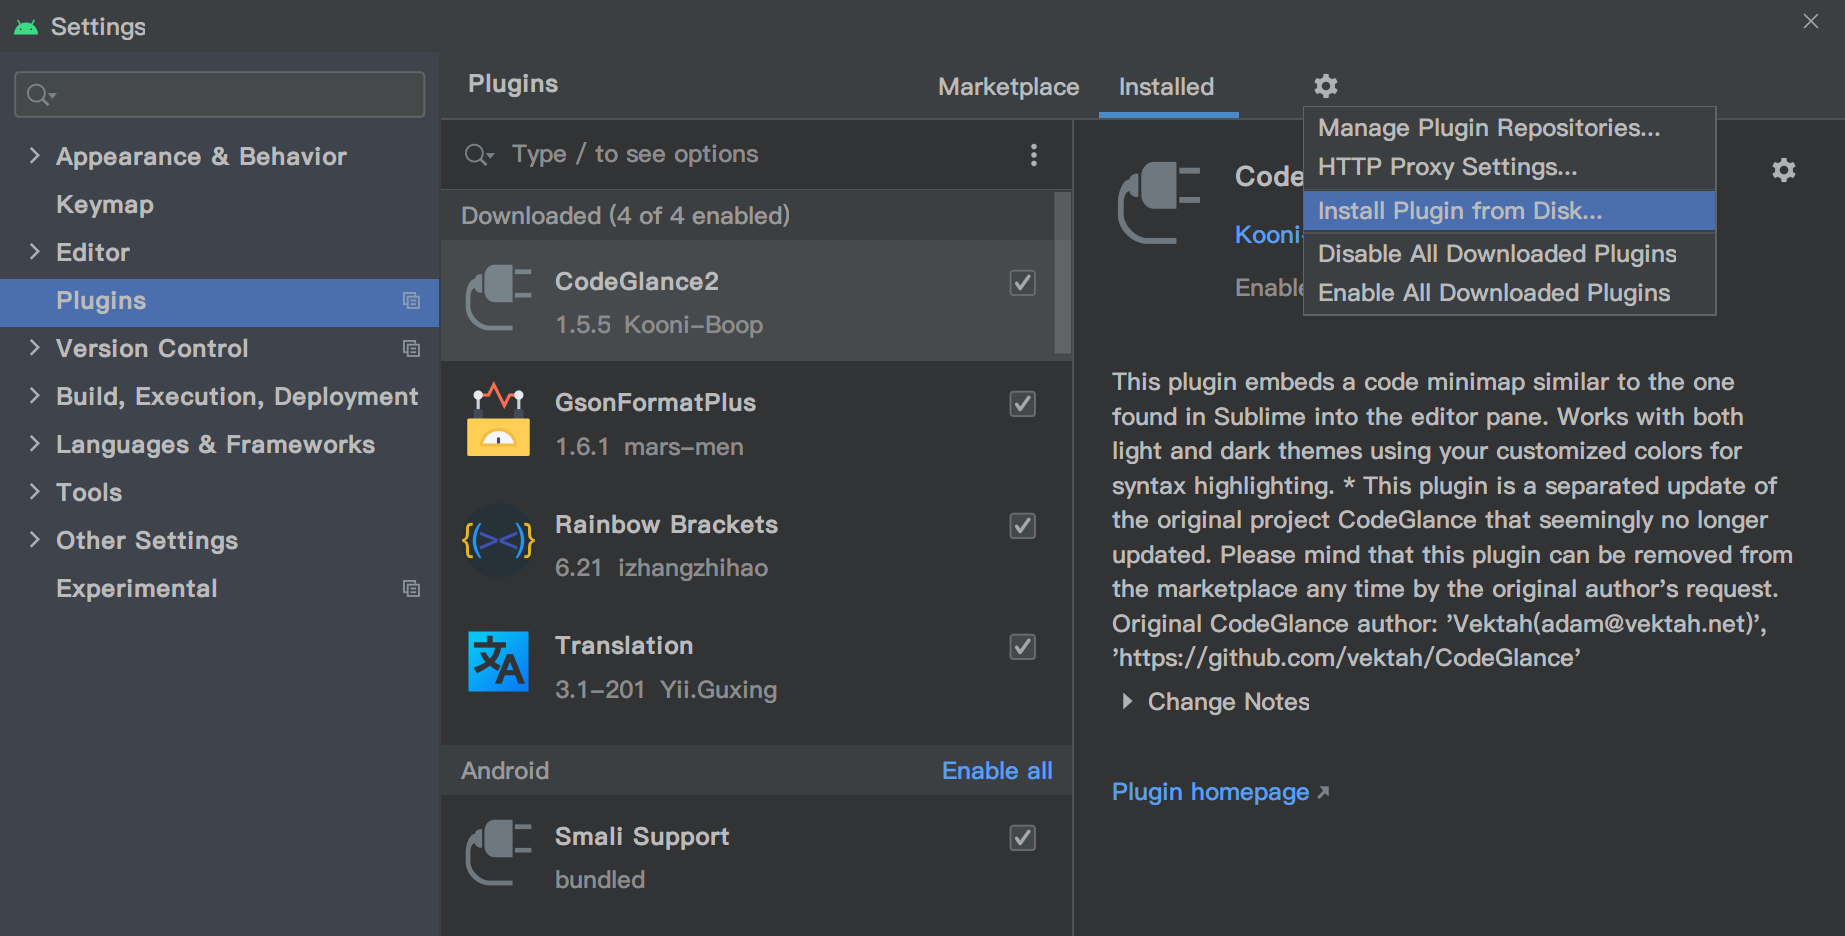 Settings
Appearance & Behavior
Keymap
Editor
Plugins
Version Control
Build, Execution, Deployment
Languages & Frameworks
Tools
Other Settings
Experimental
Plugins
Marketplace
Installed
Type / to see options
Downloaded (4 of 4 enabled)
CodeGlance2
1.5.5 Kooni-Boop
GsonFormatPlus
1.6.1 mars-men
Rainbow Brackets
6.21 izhangzhihao
Translation
3.1-201 Yii.Guxing
Android
Enable all
Smali Support
bundled
Manage Plugin Repositories...
HTTP Proxy Settings...
Install Plugin from Disk...
Disable All Downloaded Plugins
Enable All Downloaded Plugins
Code
Kooni-
Enable
This plugin embeds a code minimap similar to the one
found in Sublime into the editor pane. Works with both
light and dark themes using your customized colors for
syntax highlighting. * This plugin is a separated update of
the original project CodeGlance that seemingly no longer
updated. Please mind that this plugin can be removed from
the marketplace any time by the original author's request.
Original CodeGlance author: 'Vektah(adam@vektah.net)',
'https://github.com/vektah/CodeGlance'
Change Notes
Plugin homepage